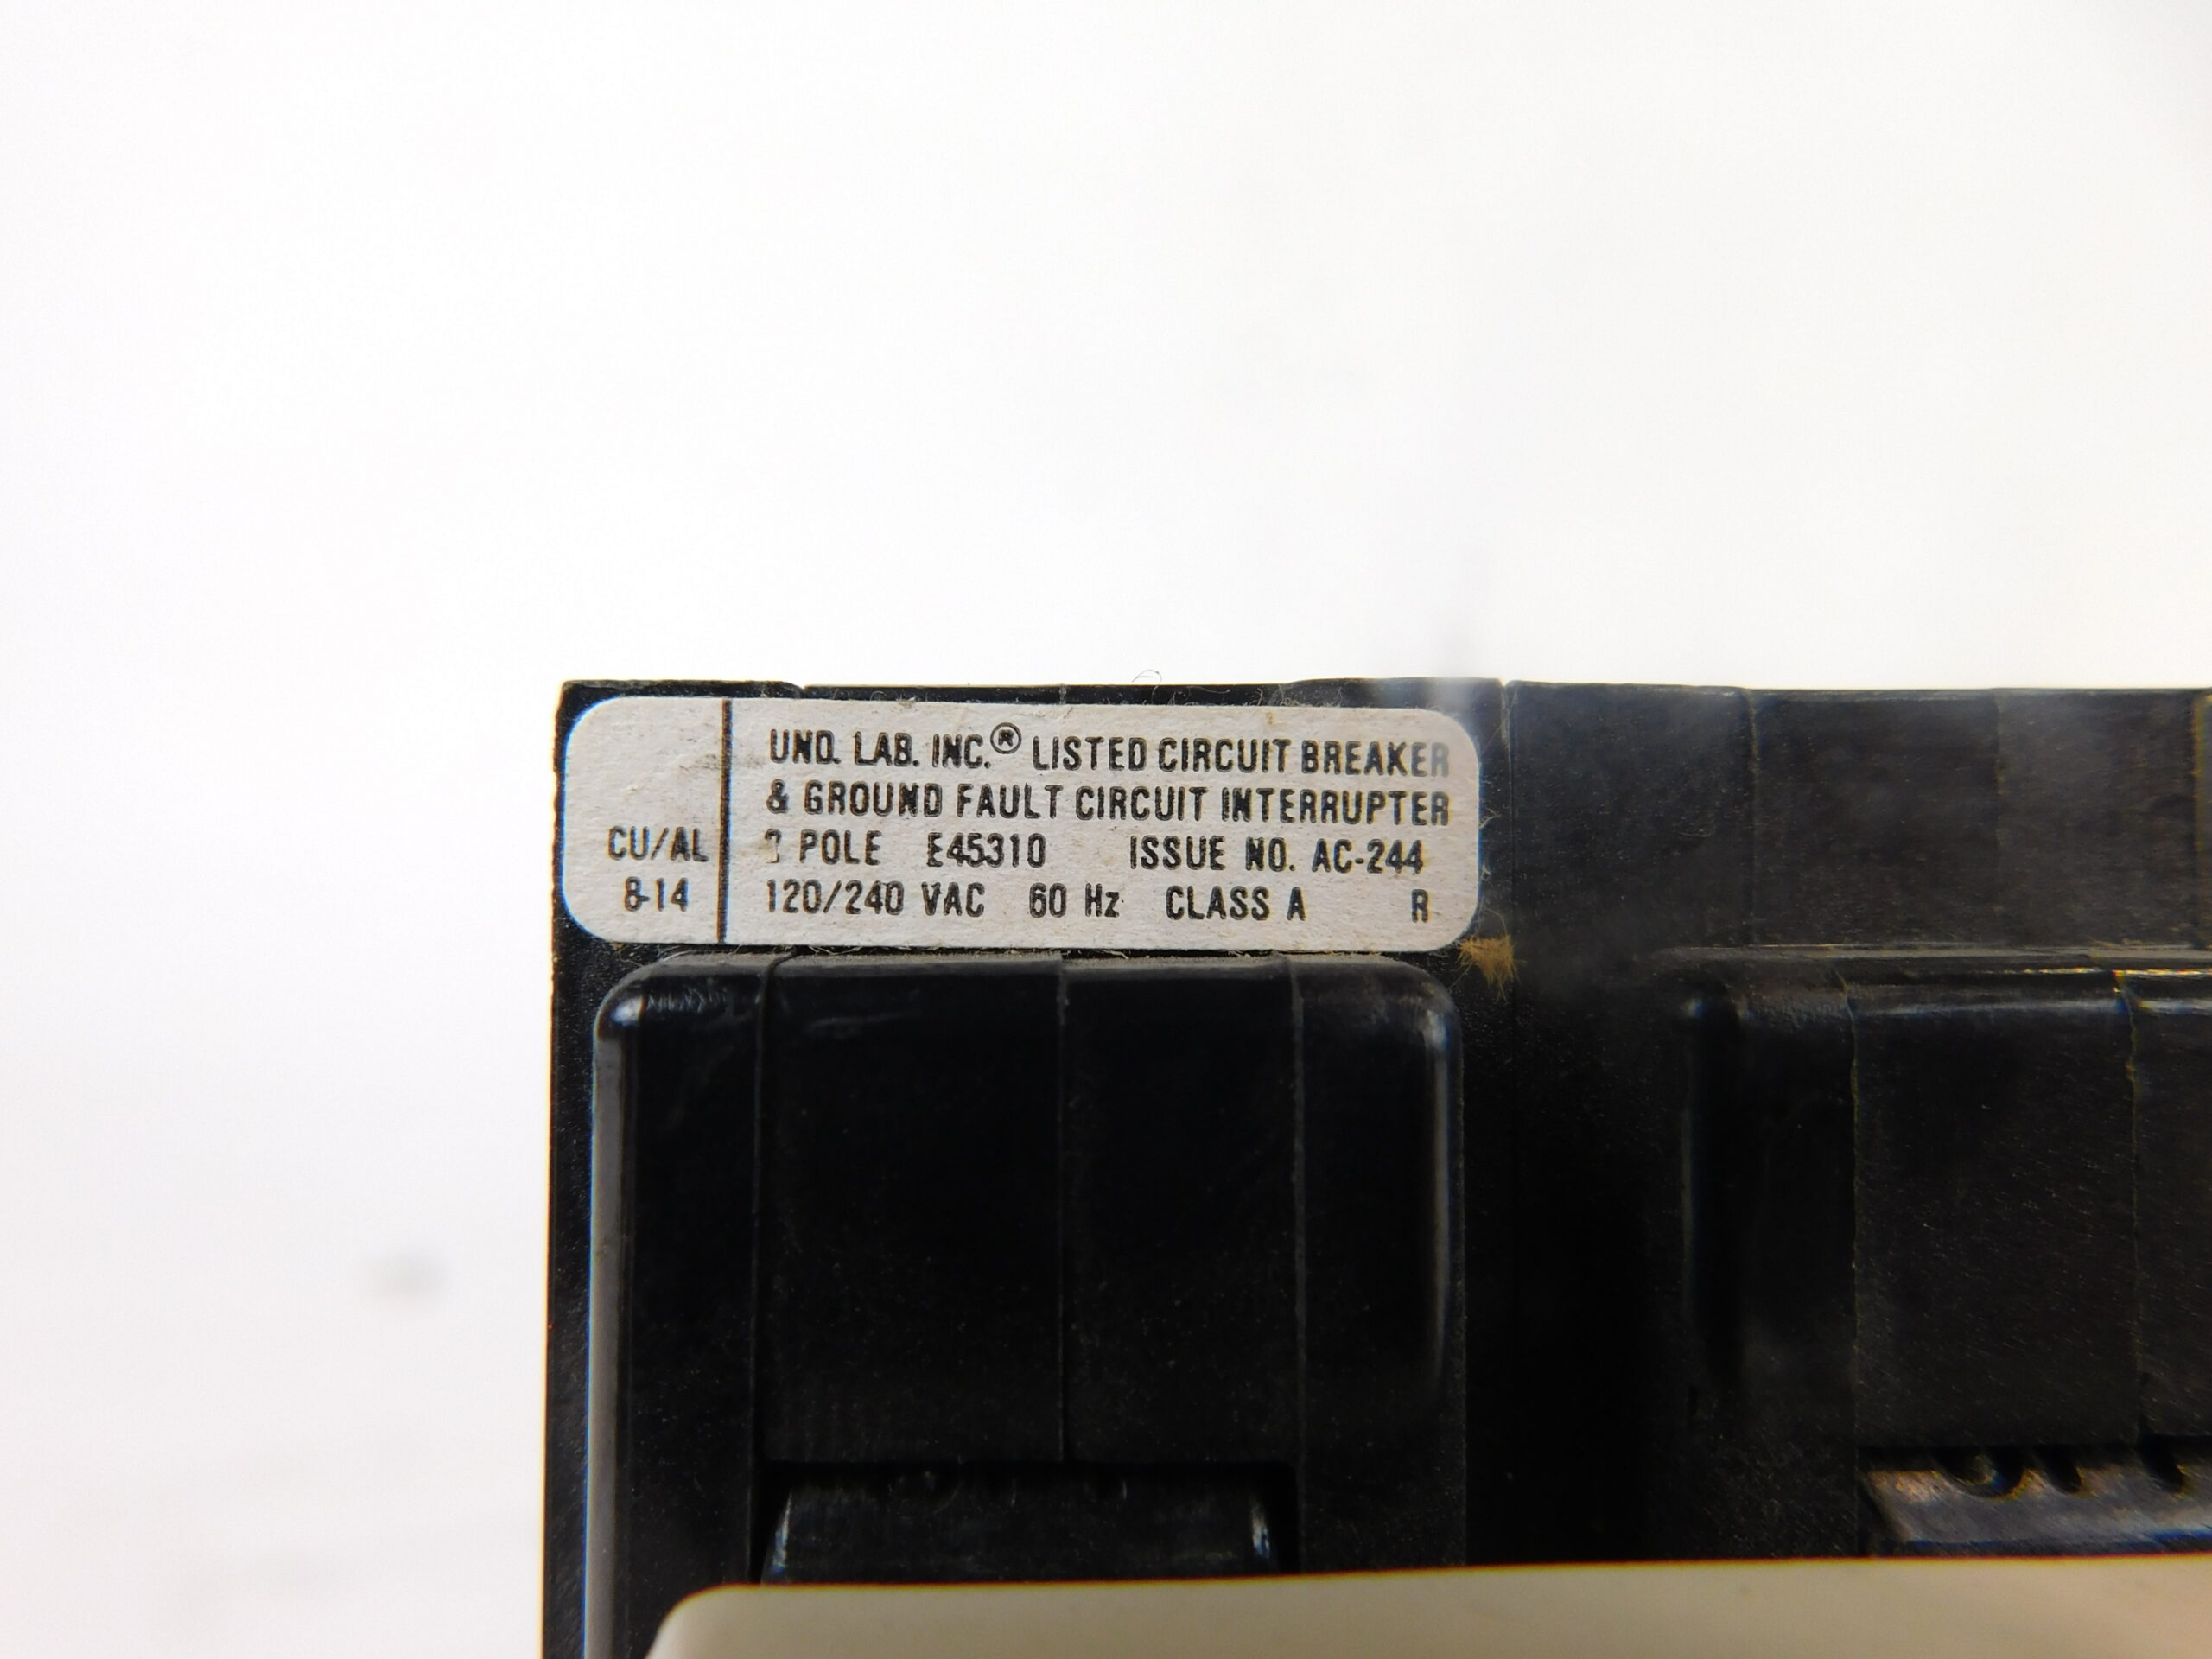 UND. LAB. INC.® LISTED CIRCUIT BREAKER
& GROUND FAULT CIRCUIT INTERRUPTER
POLE E45310 ISSUE NO. AC-244
120/240 VAC 60 Hz CLASS A R
CU/AL
8-14